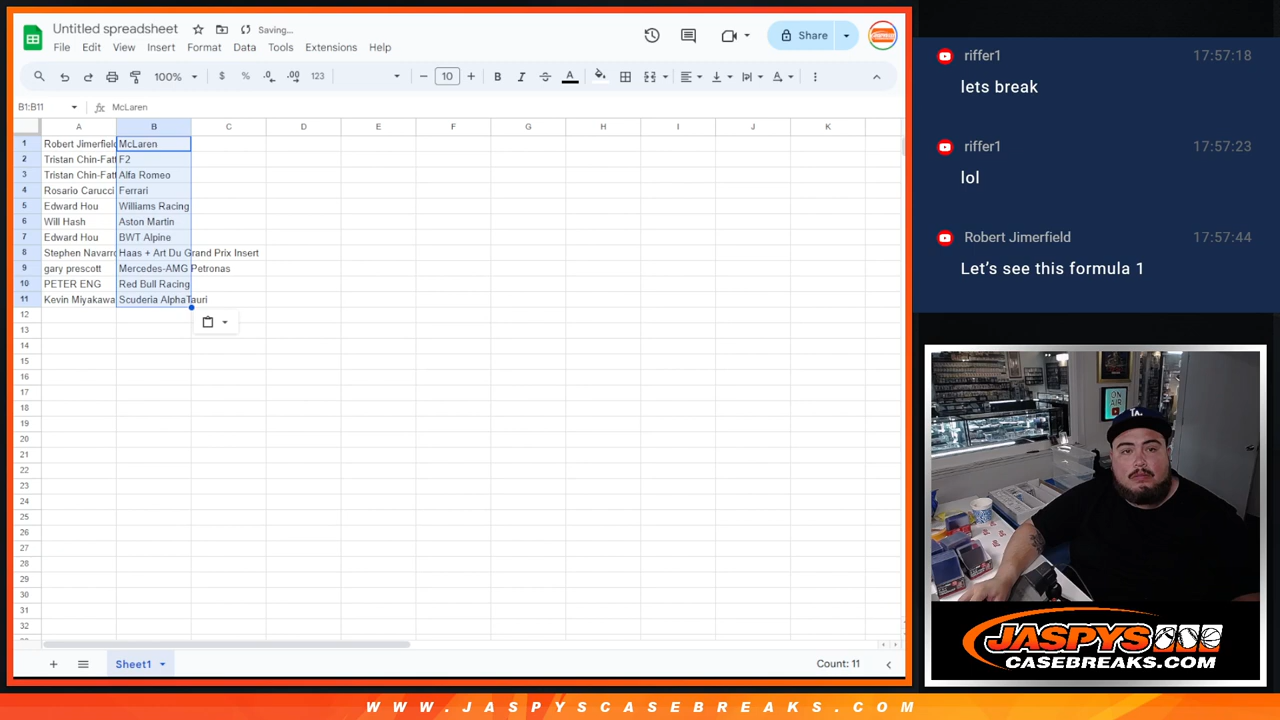 Untitled spreadsheet
Saving…
File Edit View Insert Format Data Tools Extensions Help
Share
100% $ % .0 .00 123 10 B I S A
B1:B11 fx McLaren
A B C D E F G H I J K
1 Robert Jimerfield McLaren
2 Tristan Chin-Fatt F2
3 Tristan Chin-Fatt Alfa Romeo
4 Rosario Carucci Ferrari
5 Edward Hou Williams Racing
6 Will Hash Aston Martin
7 Edward Hou BWT Alpine
8 Stephen Navarro Haas + Art Du Grand Prix Insert
9 gary prescott Mercedes-AMG Petronas
10 PETER ENG Red Bull Racing
11 Kevin Miyakawa Scuderia AlphaTauri
12
13
14
15
16
17
18
19
20
21
22
23
24
25
26
27
28
29
30
31
32
Sheet1
Count: 11
riffer1 17:57:18
lets break
riffer1 17:57:23
lol
Robert Jimerfield 17:57:44
Let’s see this formula 1
ON AIR
JASPYS
CASEBREAKS.COM
WWW.JASPYSCASEBREAKS.COM